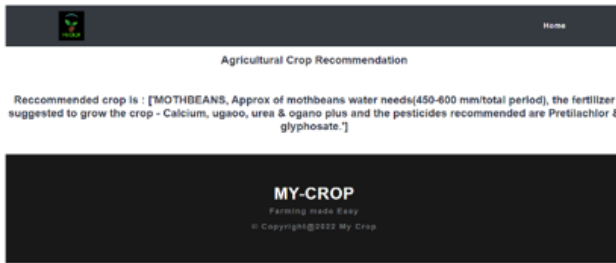 Home
Agricultural Crop Recommendation
Reccommended crop is : ['MOTHBEANS, Approx of mothbeans water needs(450-600 mm/total period), the fertilizer
suggested to grow the crop - Calcium, ugaoo, urea & ogano plus and the pesticides recommended are Pretilachlor &
glyphosate.']
MY-CROP
Farming made Easy
© Copyright@2022 My Crop